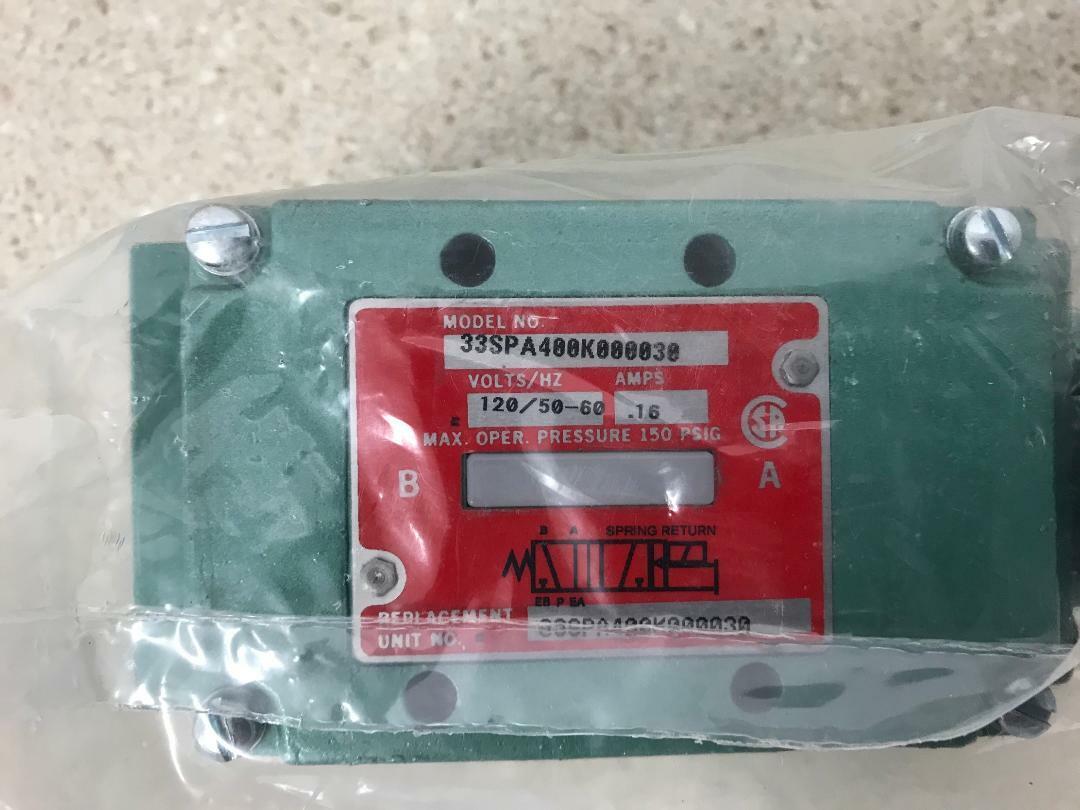 MODEL NO.
33SPA400K000030
VOLTS/HZ AMPS
120/50-60 .16
MAX. OPER. PRESSURE 150 PSIG
B A
B A SPRING RETURN
EB P EA
REPLACEMENT
UNIT NO. 33SPA400K000030